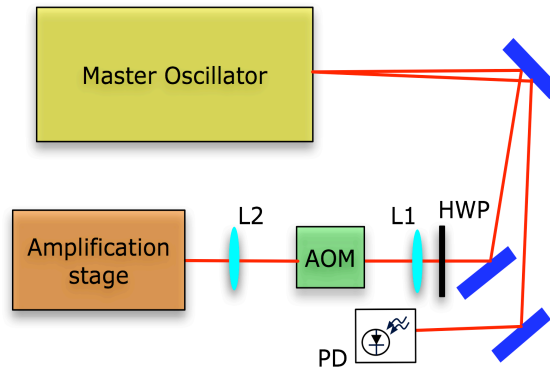 Master Oscillator
L2
L1
HWP
Amplification
stage
AOM
PD